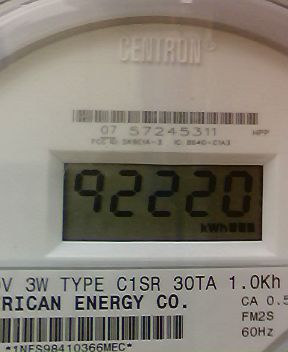 CENTRON®
07 57245311 HPP
92220
kWh
V 3W TYPE C1SR 30TA 1.0Kh
RICAN ENERGY CO.
CA 0.5
FM2S
60Hz
*1NFS98410366MEC*